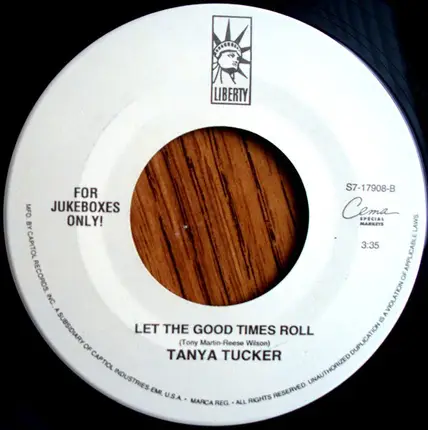 LIBERTY
FOR
JUKEBOXES
ONLY!
S7-17908-B
Cema
SPECIAL
MARKETS
3:35
LET THE GOOD TIMES ROLL
(Tony Martin-Reese Wilson)
TANYA TUCKER
MFG. BY CAPITOL RECORDS, INC., A SUBSIDIARY OF CAPTIOL INDUSTRIES-EMI, U.S.A. • MARCA REG. • ALL RIGHTS RESERVED. UNAUTHORIZED DUPLICATION IS A VIOLATION OF APPLICABLE LAWS.